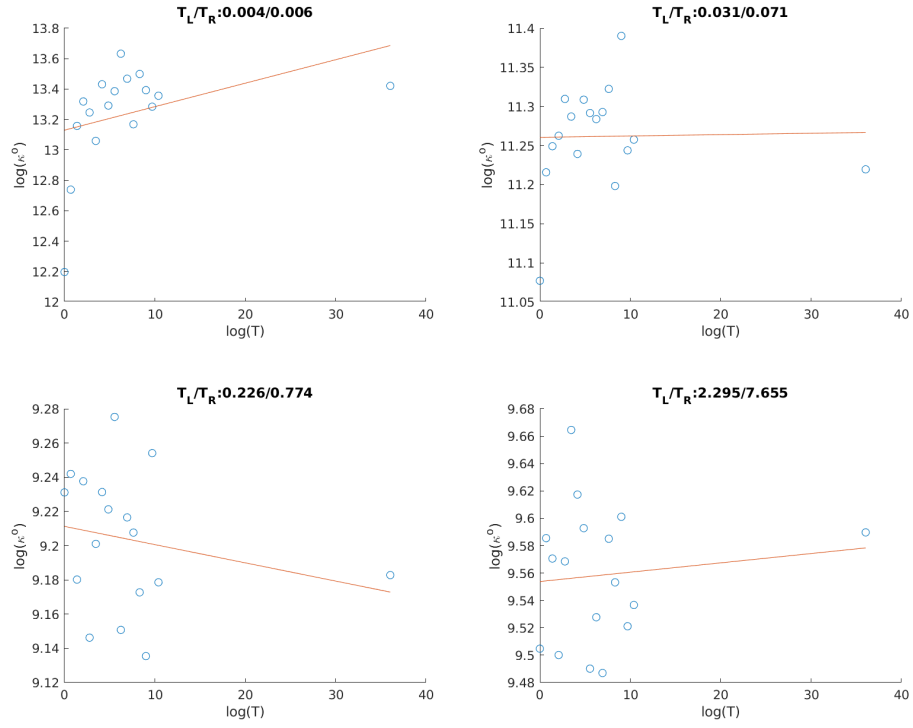 T_L/T_R:0.004/0.006
13.8
13.6
13.4
13.2
13
12.8
12.6
12.4
12.2
12
log(κ^o)
0 10 20 30 40
log(T)
T_L/T_R:0.031/0.071
11.4
11.35
11.3
11.25
11.2
11.15
11.1
11.05
log(κ^o)
0 10 20 30 40
log(T)
T_L/T_R:0.226/0.774
9.28
9.26
9.24
9.22
9.2
9.18
9.16
9.14
9.12
log(κ^o)
0 10 20 30 40
log(T)
T_L/T_R:2.295/7.655
9.68
9.66
9.64
9.62
9.6
9.58
9.56
9.54
9.52
9.5
9.48
log(κ^o)
0 10 20 30 40
log(T)